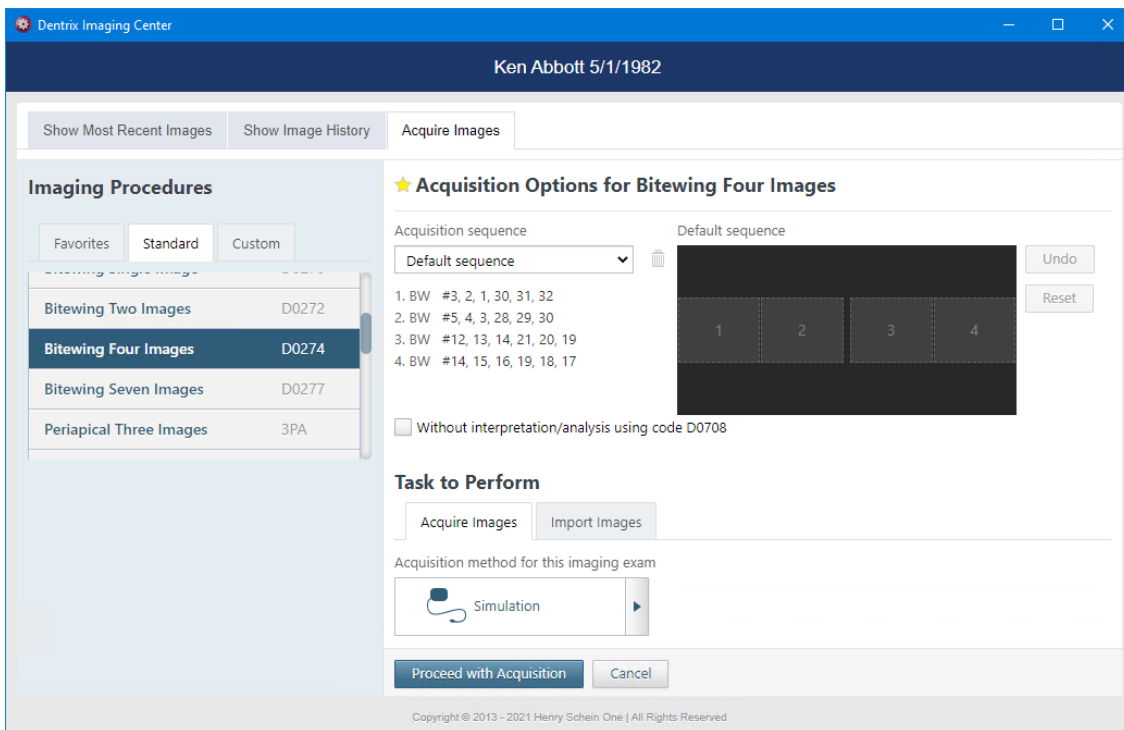 Dentrix Imaging Center
Ken Abbott 5/1/1982
Show Most Recent Images
Show Image History
Acquire Images
Imaging Procedures
Favorites
Standard
Custom
Bitewing Two Images D0272
Bitewing Four Images D0274
Bitewing Seven Images D0277
Periapical Three Images 3PA
Acquisition Options for Bitewing Four Images
Acquisition sequence
Default sequence
1. BW #3, 2, 1, 30, 31, 32
2. BW #5, 4, 3, 28, 29, 30
3. BW #12, 13, 14, 21, 20, 19
4. BW #14, 15, 16, 19, 18, 17
Default sequence
1 2 3 4
Undo
Reset
Without interpretation/analysis using code D0708
Task to Perform
Acquire Images
Import Images
Acquisition method for this imaging exam
Simulation
Proceed with Acquisition
Cancel
Copyright © 2013 - 2021 Henry Schein One | All Rights Reserved